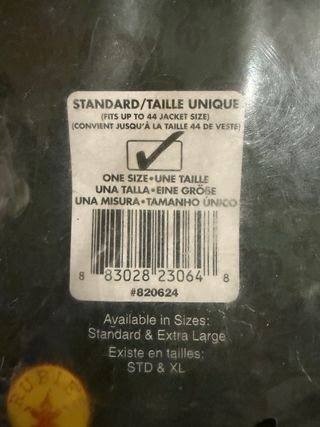 STANDARD/TAILLE UNIQUE
(FITS UP TO 44 JACKET SIZE)
(CONVIENT JUSQU'À LA TAILLE 44 DE VESTE)
ONE SIZE•UNE TAILLE
UNA TALLA•EINE GRÖßE
UNA MISURA•TAMANHO ÚNICO
8 83028 23064 8
#820624
Available in Sizes:
Standard & Extra Large
Existe en tailles:
STD & XL
RUBIE'S